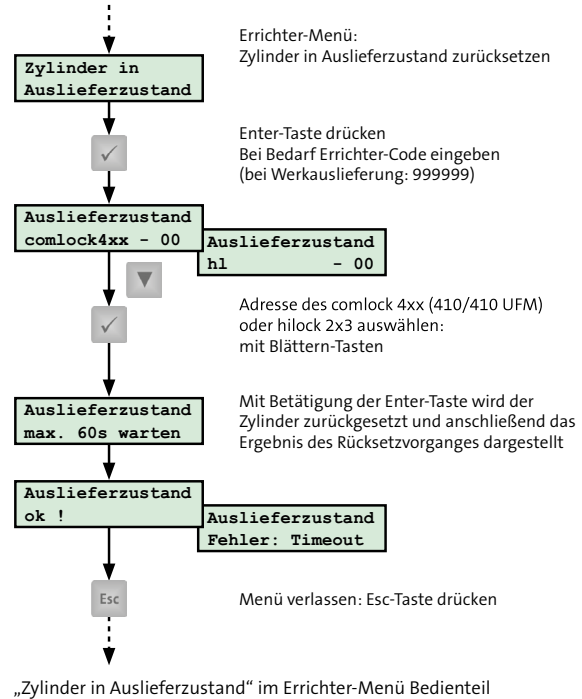 Errichter-Menü:
Zylinder in Auslieferzustand zurücksetzen
Zylinder in
Auslieferzustand
Enter-Taste drücken
Bei Bedarf Errichter-Code eingeben
(bei Werkauslieferung: 999999)
Auslieferzustand
comlock4xx - 00
Auslieferzustand
hl - 00
Adresse des comlock 4xx (410/410 UFM)
oder hilock 2x3 auswählen:
mit Blättern-Tasten
Auslieferzustand
max. 60s warten
Mit Betätigung der Enter-Taste wird der
Zylinder zurückgesetzt und anschließend das
Ergebnis des Rücksetzvorganges dargestellt
Auslieferzustand
ok !
Auslieferzustand
Fehler: Timeout
Esc
Menü verlassen: Esc-Taste drücken
„Zylinder in Auslieferzustand“ im Errichter-Menü Bedienteil